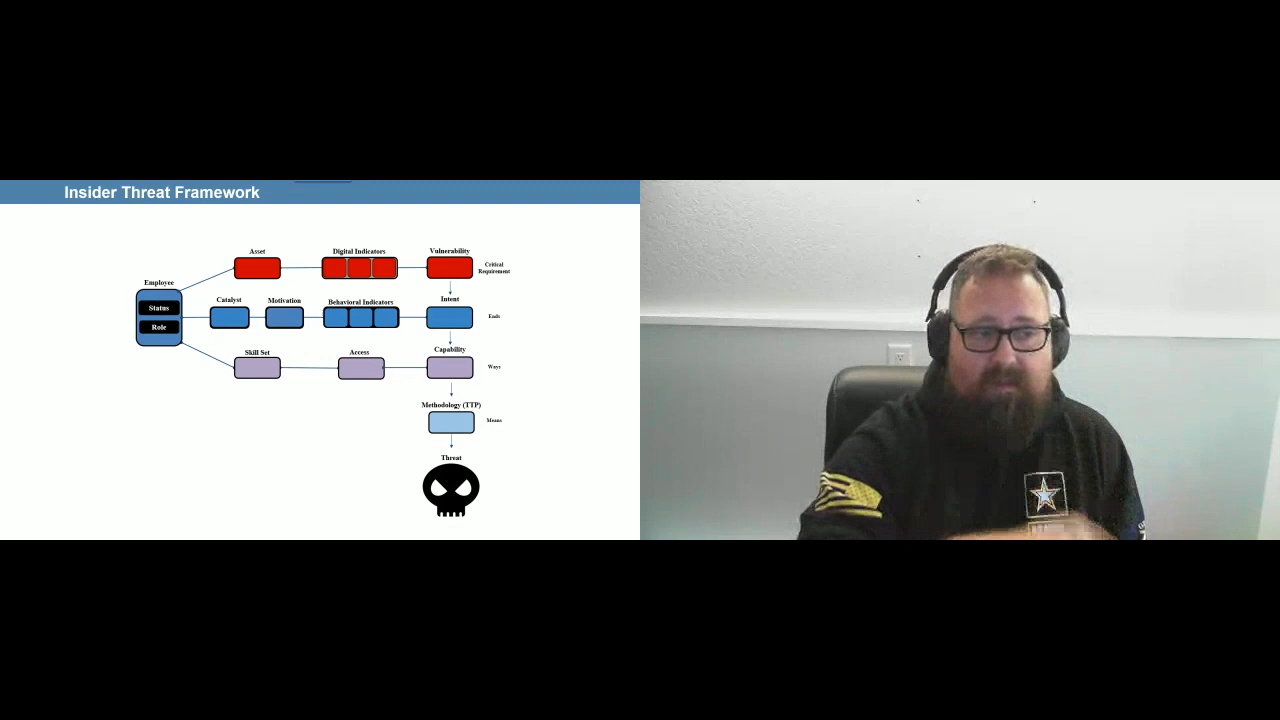 Insider Threat Framework
Asset
Digital Indicators
Vulnerability
Critical
Requirement
Employee
Status
Role
Catalyst
Motivation
Behavioral Indicators
Intent
Ends
Skill Set
Access
Capability
Ways
Methodology (TTP)
Means
Threat